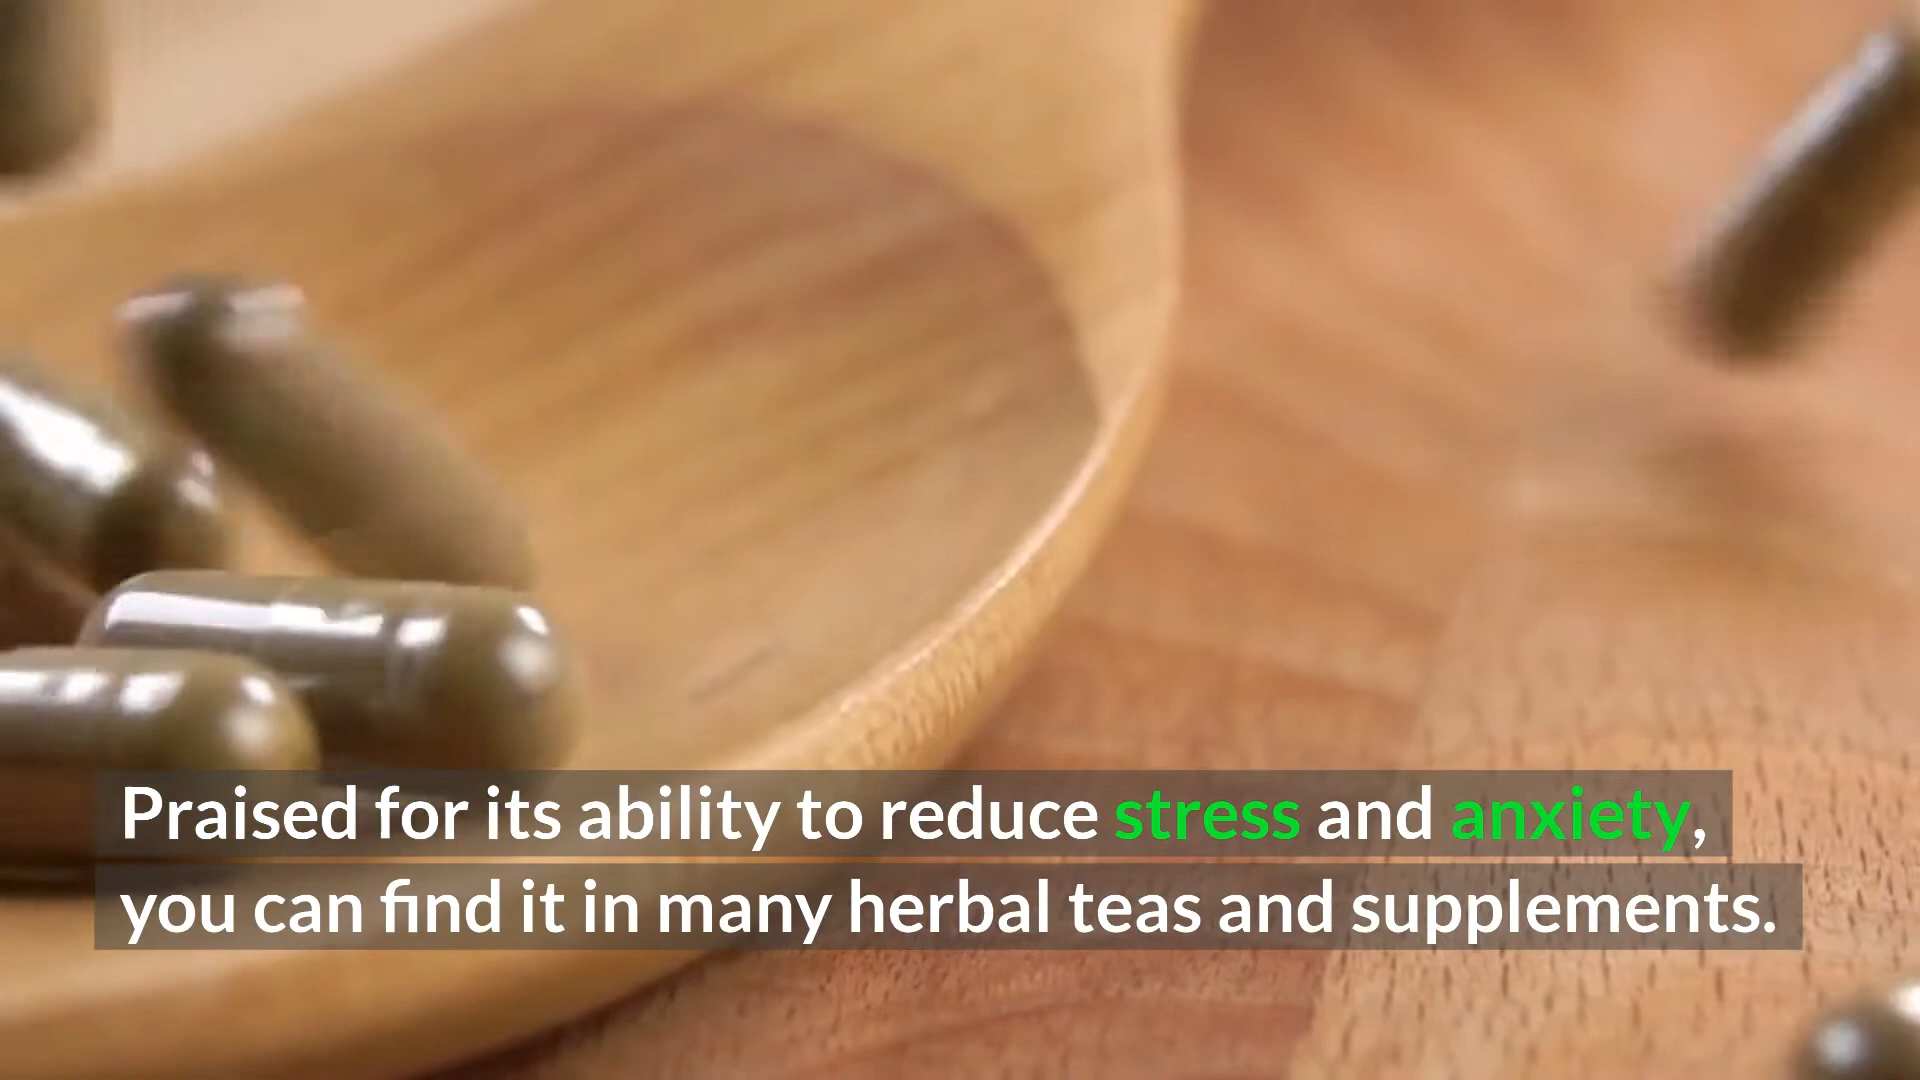 Praised for its ability to reduce stress and anxiety,
you can find it in many herbal teas and supplements.